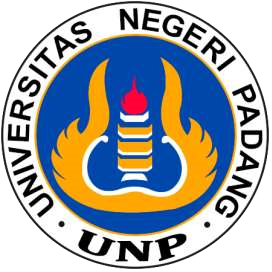 · UNIVERSITAS NEGERI PADANG ·
UNP